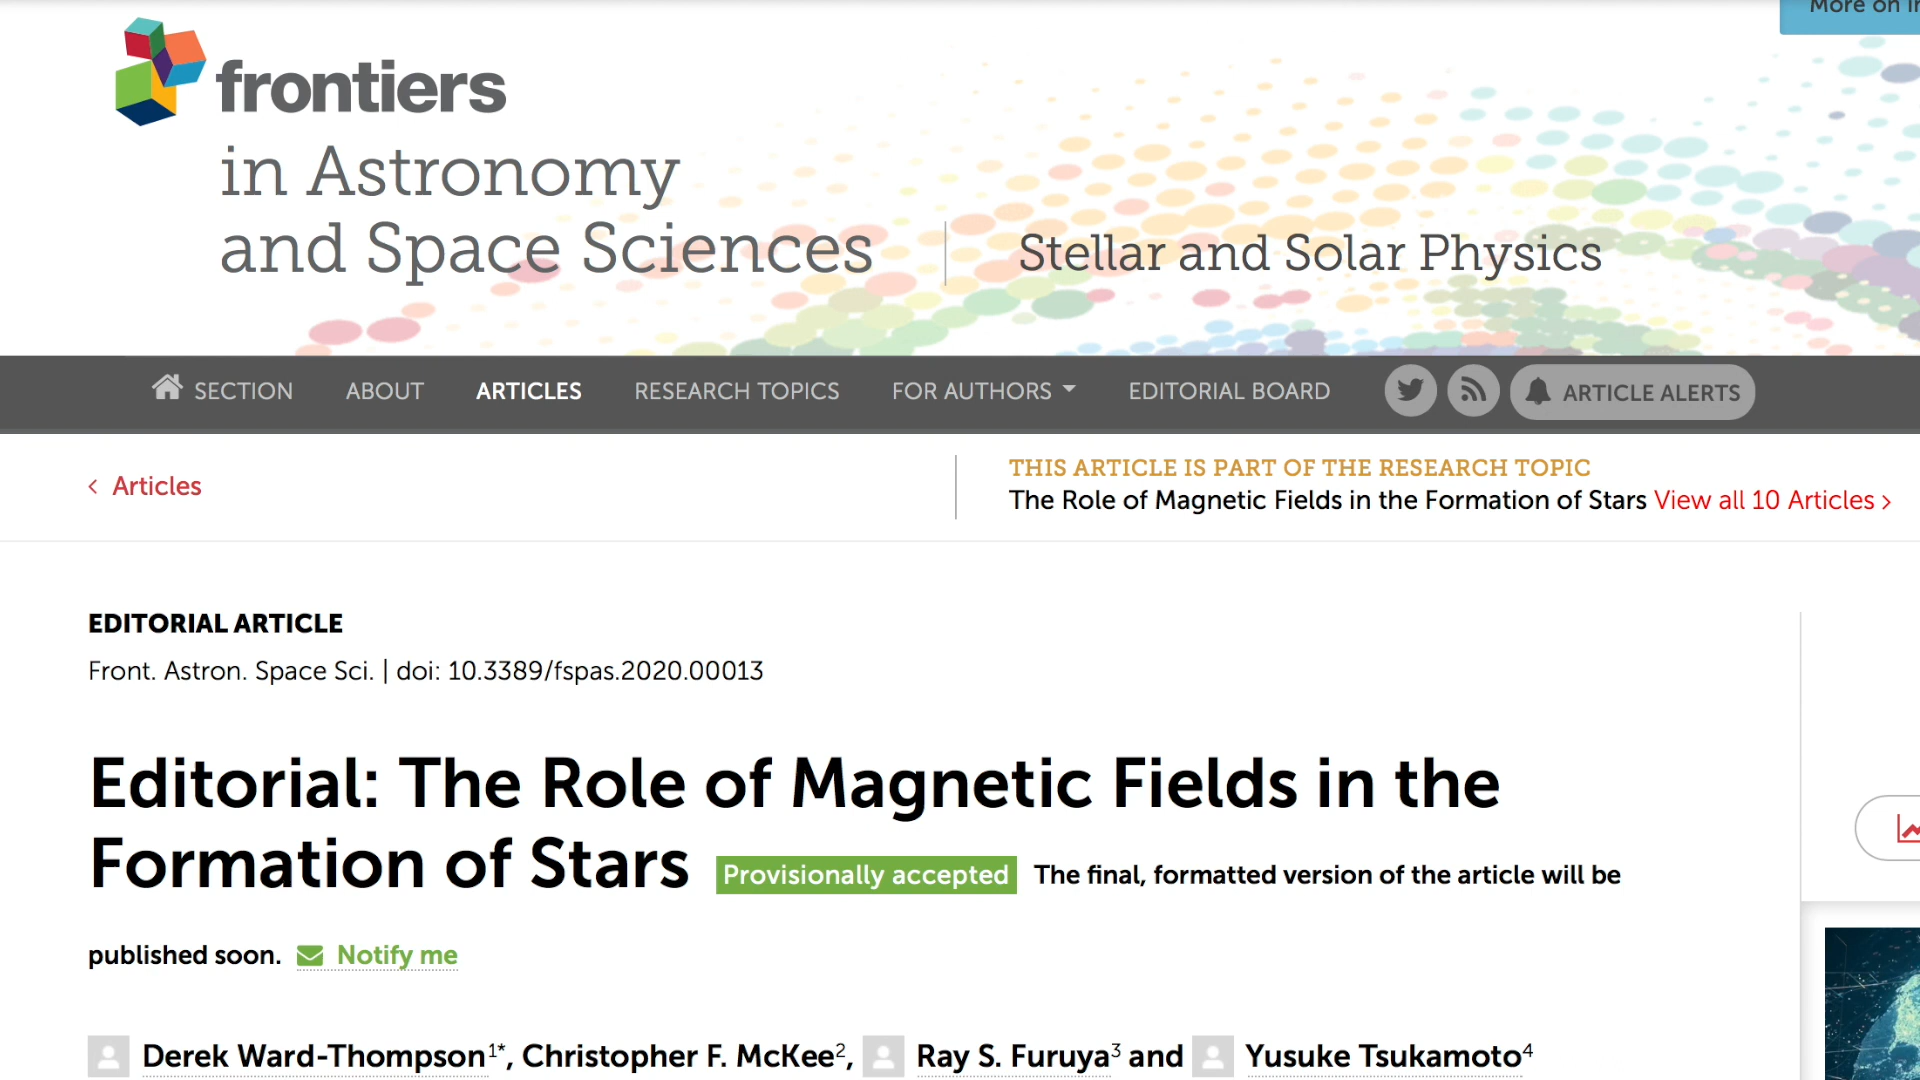 More on
frontiers
in Astronomy
and Space Sciences
Stellar and Solar Physics
SECTION ABOUT ARTICLES RESEARCH TOPICS FOR AUTHORS EDITORIAL BOARD ARTICLE ALERTS
‹ Articles
THIS ARTICLE IS PART OF THE RESEARCH TOPIC
The Role of Magnetic Fields in the Formation of Stars View all 10 Articles ›
EDITORIAL ARTICLE
Front. Astron. Space Sci. | doi: 10.3389/fspas.2020.00013
Editorial: The Role of Magnetic Fields in the
Formation of Stars Provisionally accepted The final, formatted version of the article will be
published soon. Notify me
Derek Ward-Thompson1*, Christopher F. McKee2, Ray S. Furuya3 and Yusuke Tsukamoto4